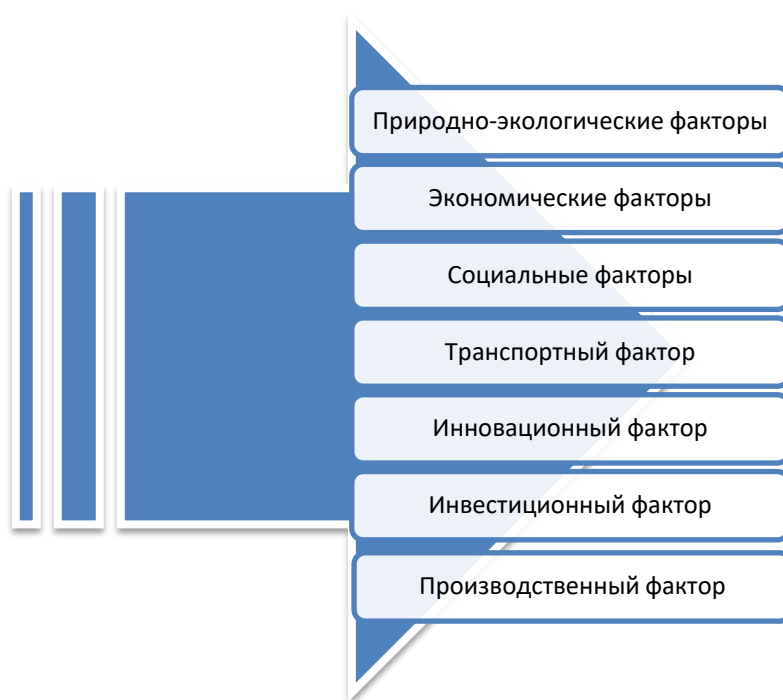 Природно-экологические факторы
Экономические факторы
Социальные факторы
Транспортный фактор
Инновационный фактор
Инвестиционный фактор
Производственный фактор